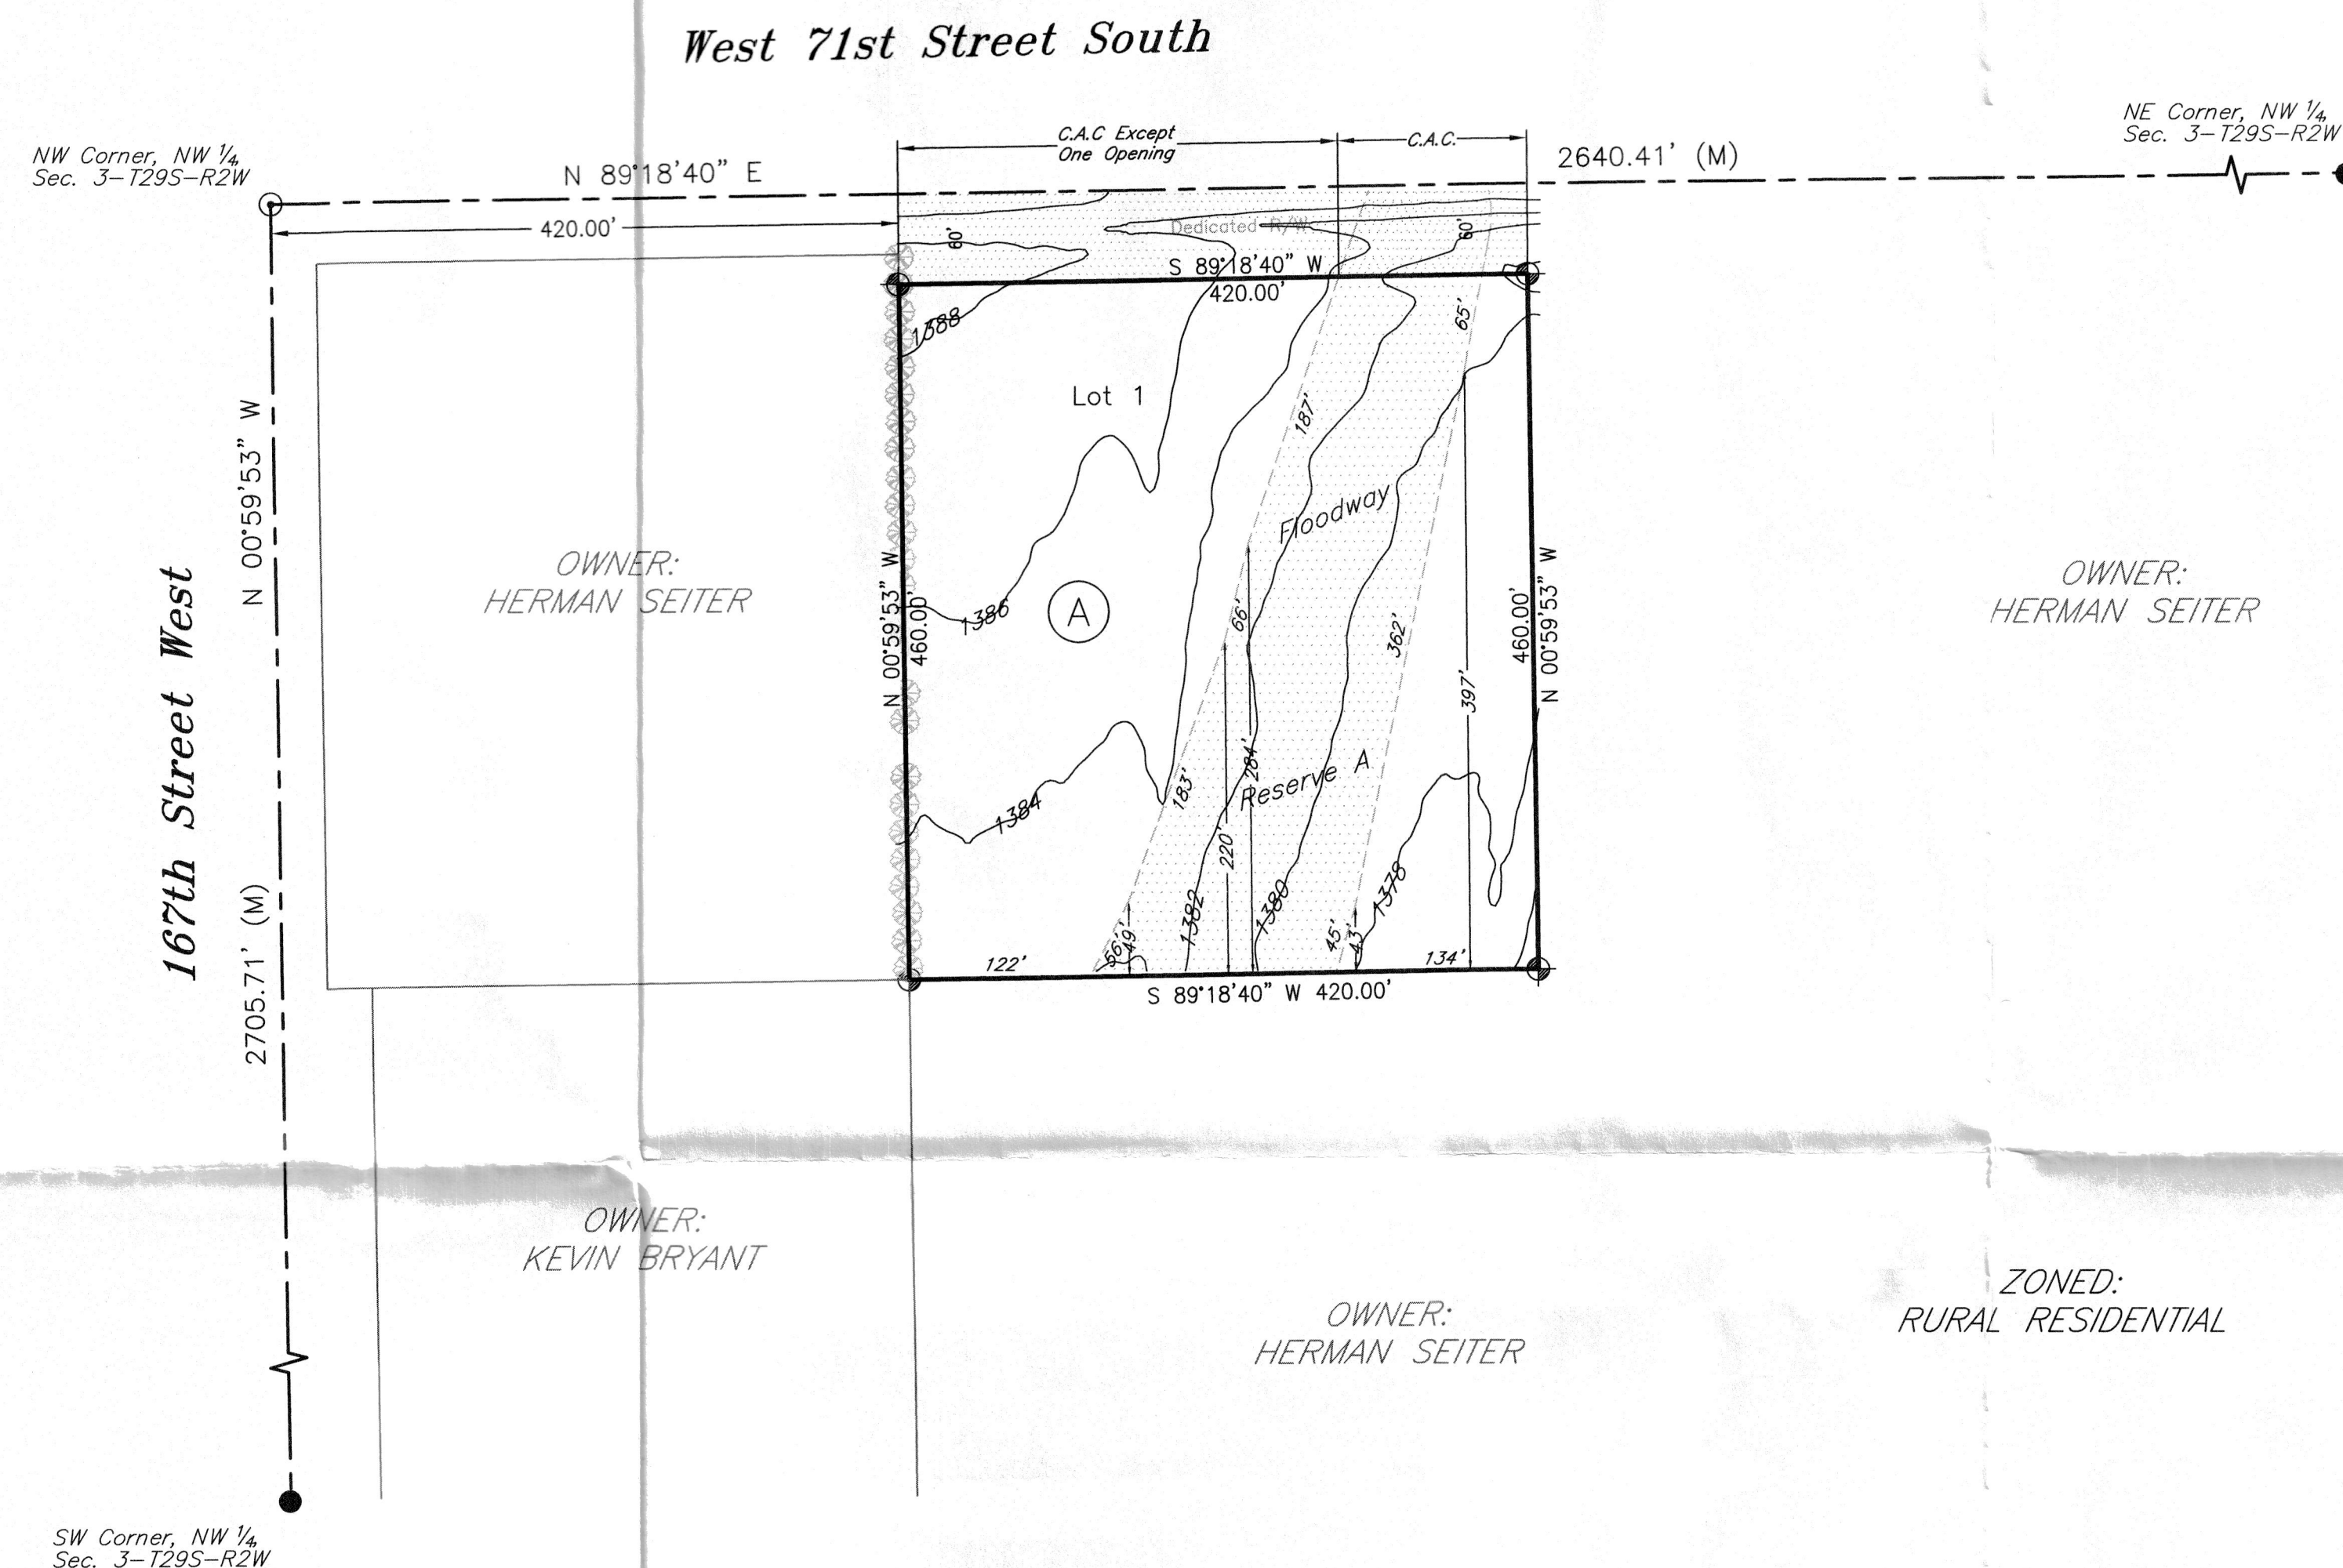 West 71st Street South
NE Corner, NW 1/4,
Sec. 3-T29S-R2W
NW Corner, NW 1/4,
Sec. 3-T29S-R2W
C.A.C Except
One Opening
C.A.C.
N 89°18'40" E
2640.41' (M)
420.00'
60'
Dedicated R/W
60'
S 89°18'40" W
420.00'
1388
65'
Lot 1
187'
N 00°59'53" W
Floodway
OWNER:
HERMAN SEITER
167th Street West
N 00°59'53" W
460.00'
1386
A
66'
362'
460.00'
N 00°59'53" W
OWNER:
HERMAN SEITER
397'
284'
Reserve A
183'
1384
220'
1378
1382
1380
56'
49'
45'
43'
122'
134'
S 89°18'40" W 420.00'
2705.71' (M)
OWNER:
KEVIN BRYANT
OWNER:
HERMAN SEITER
ZONED:
RURAL RESIDENTIAL
SW Corner, NW 1/4,
Sec. 3-T29S-R2W